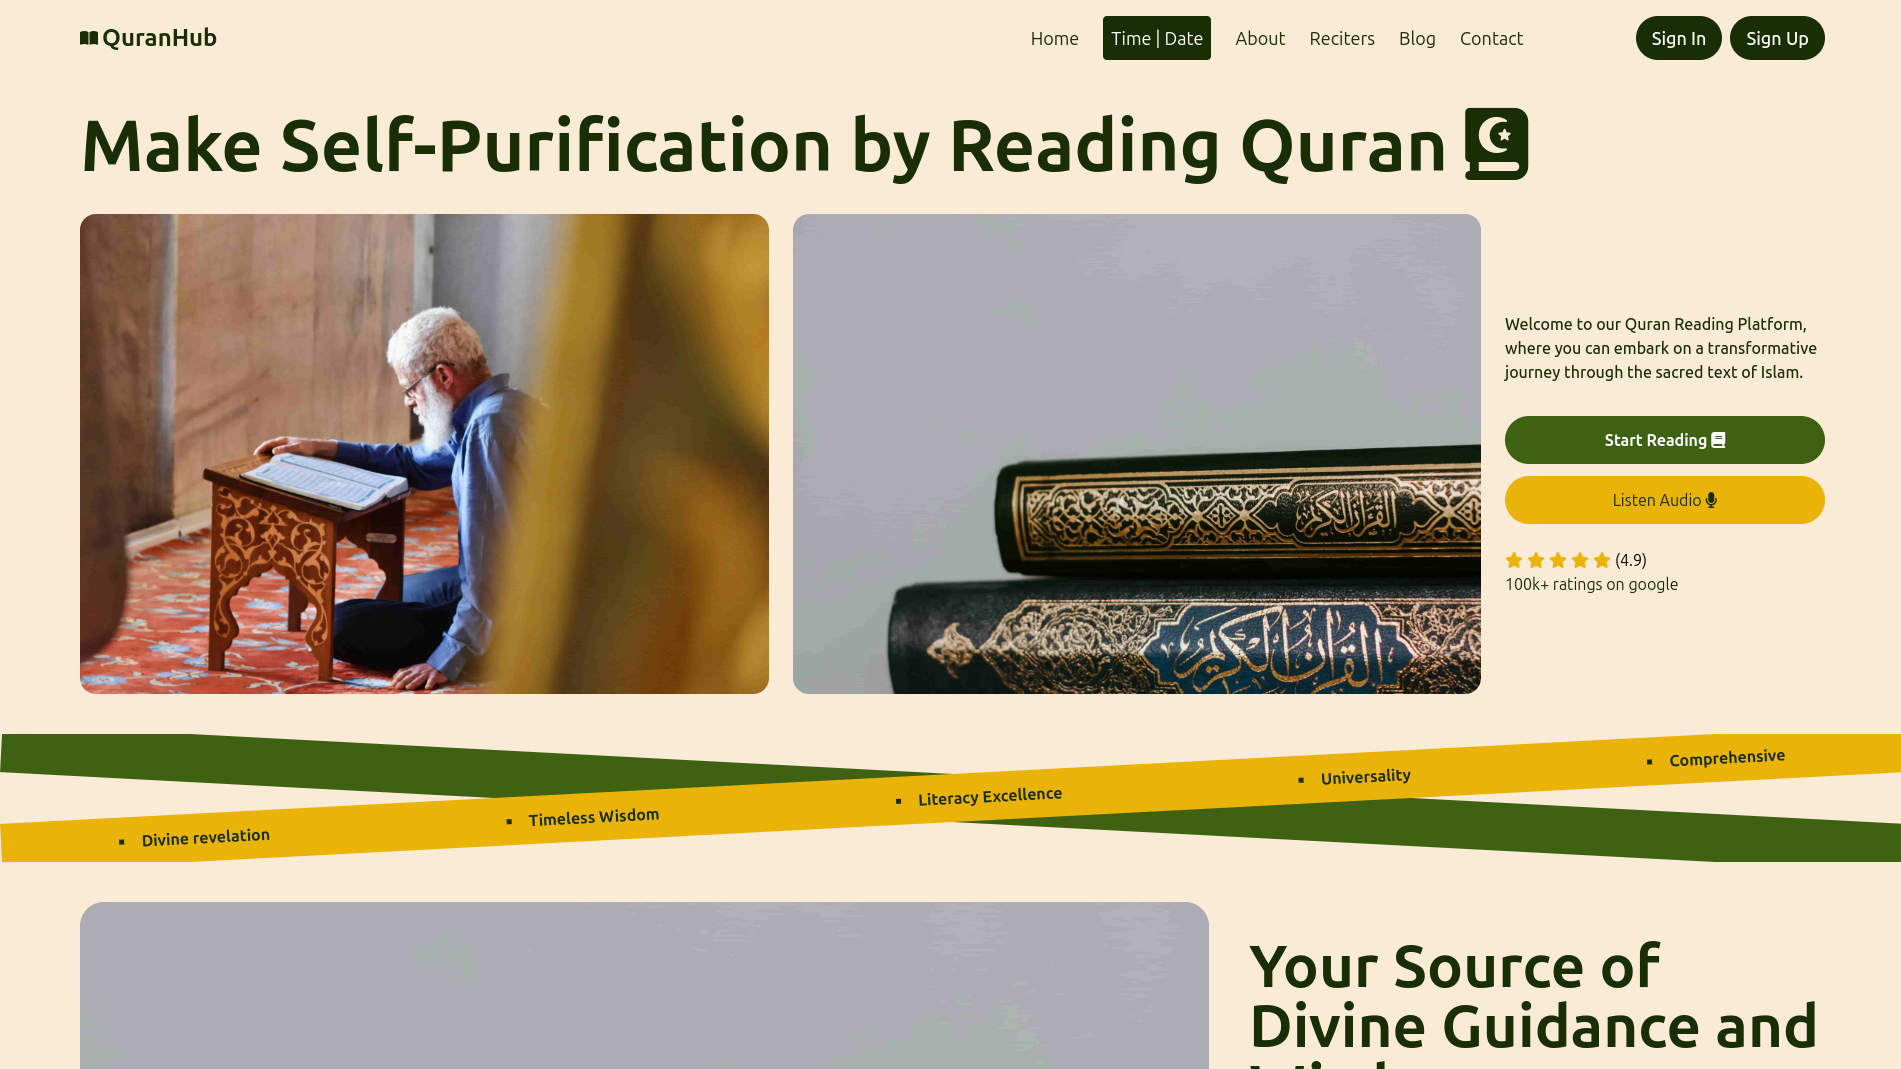 QuranHub
Home
Time | Date
About
Reciters
Blog
Contact
Sign In
Sign Up
Make Self-Purification by Reading Quran
القرآن الكريم
القرآن الكريم
Welcome to our Quran Reading Platform,
where you can embark on a transformative
journey through the sacred text of Islam.
Start Reading
Listen Audio
(4.9)
100k+ ratings on google
Divine revelation
Timeless Wisdom
Literacy Excellence
Universality
Comprehensive
Your Source of
Divine Guidance and